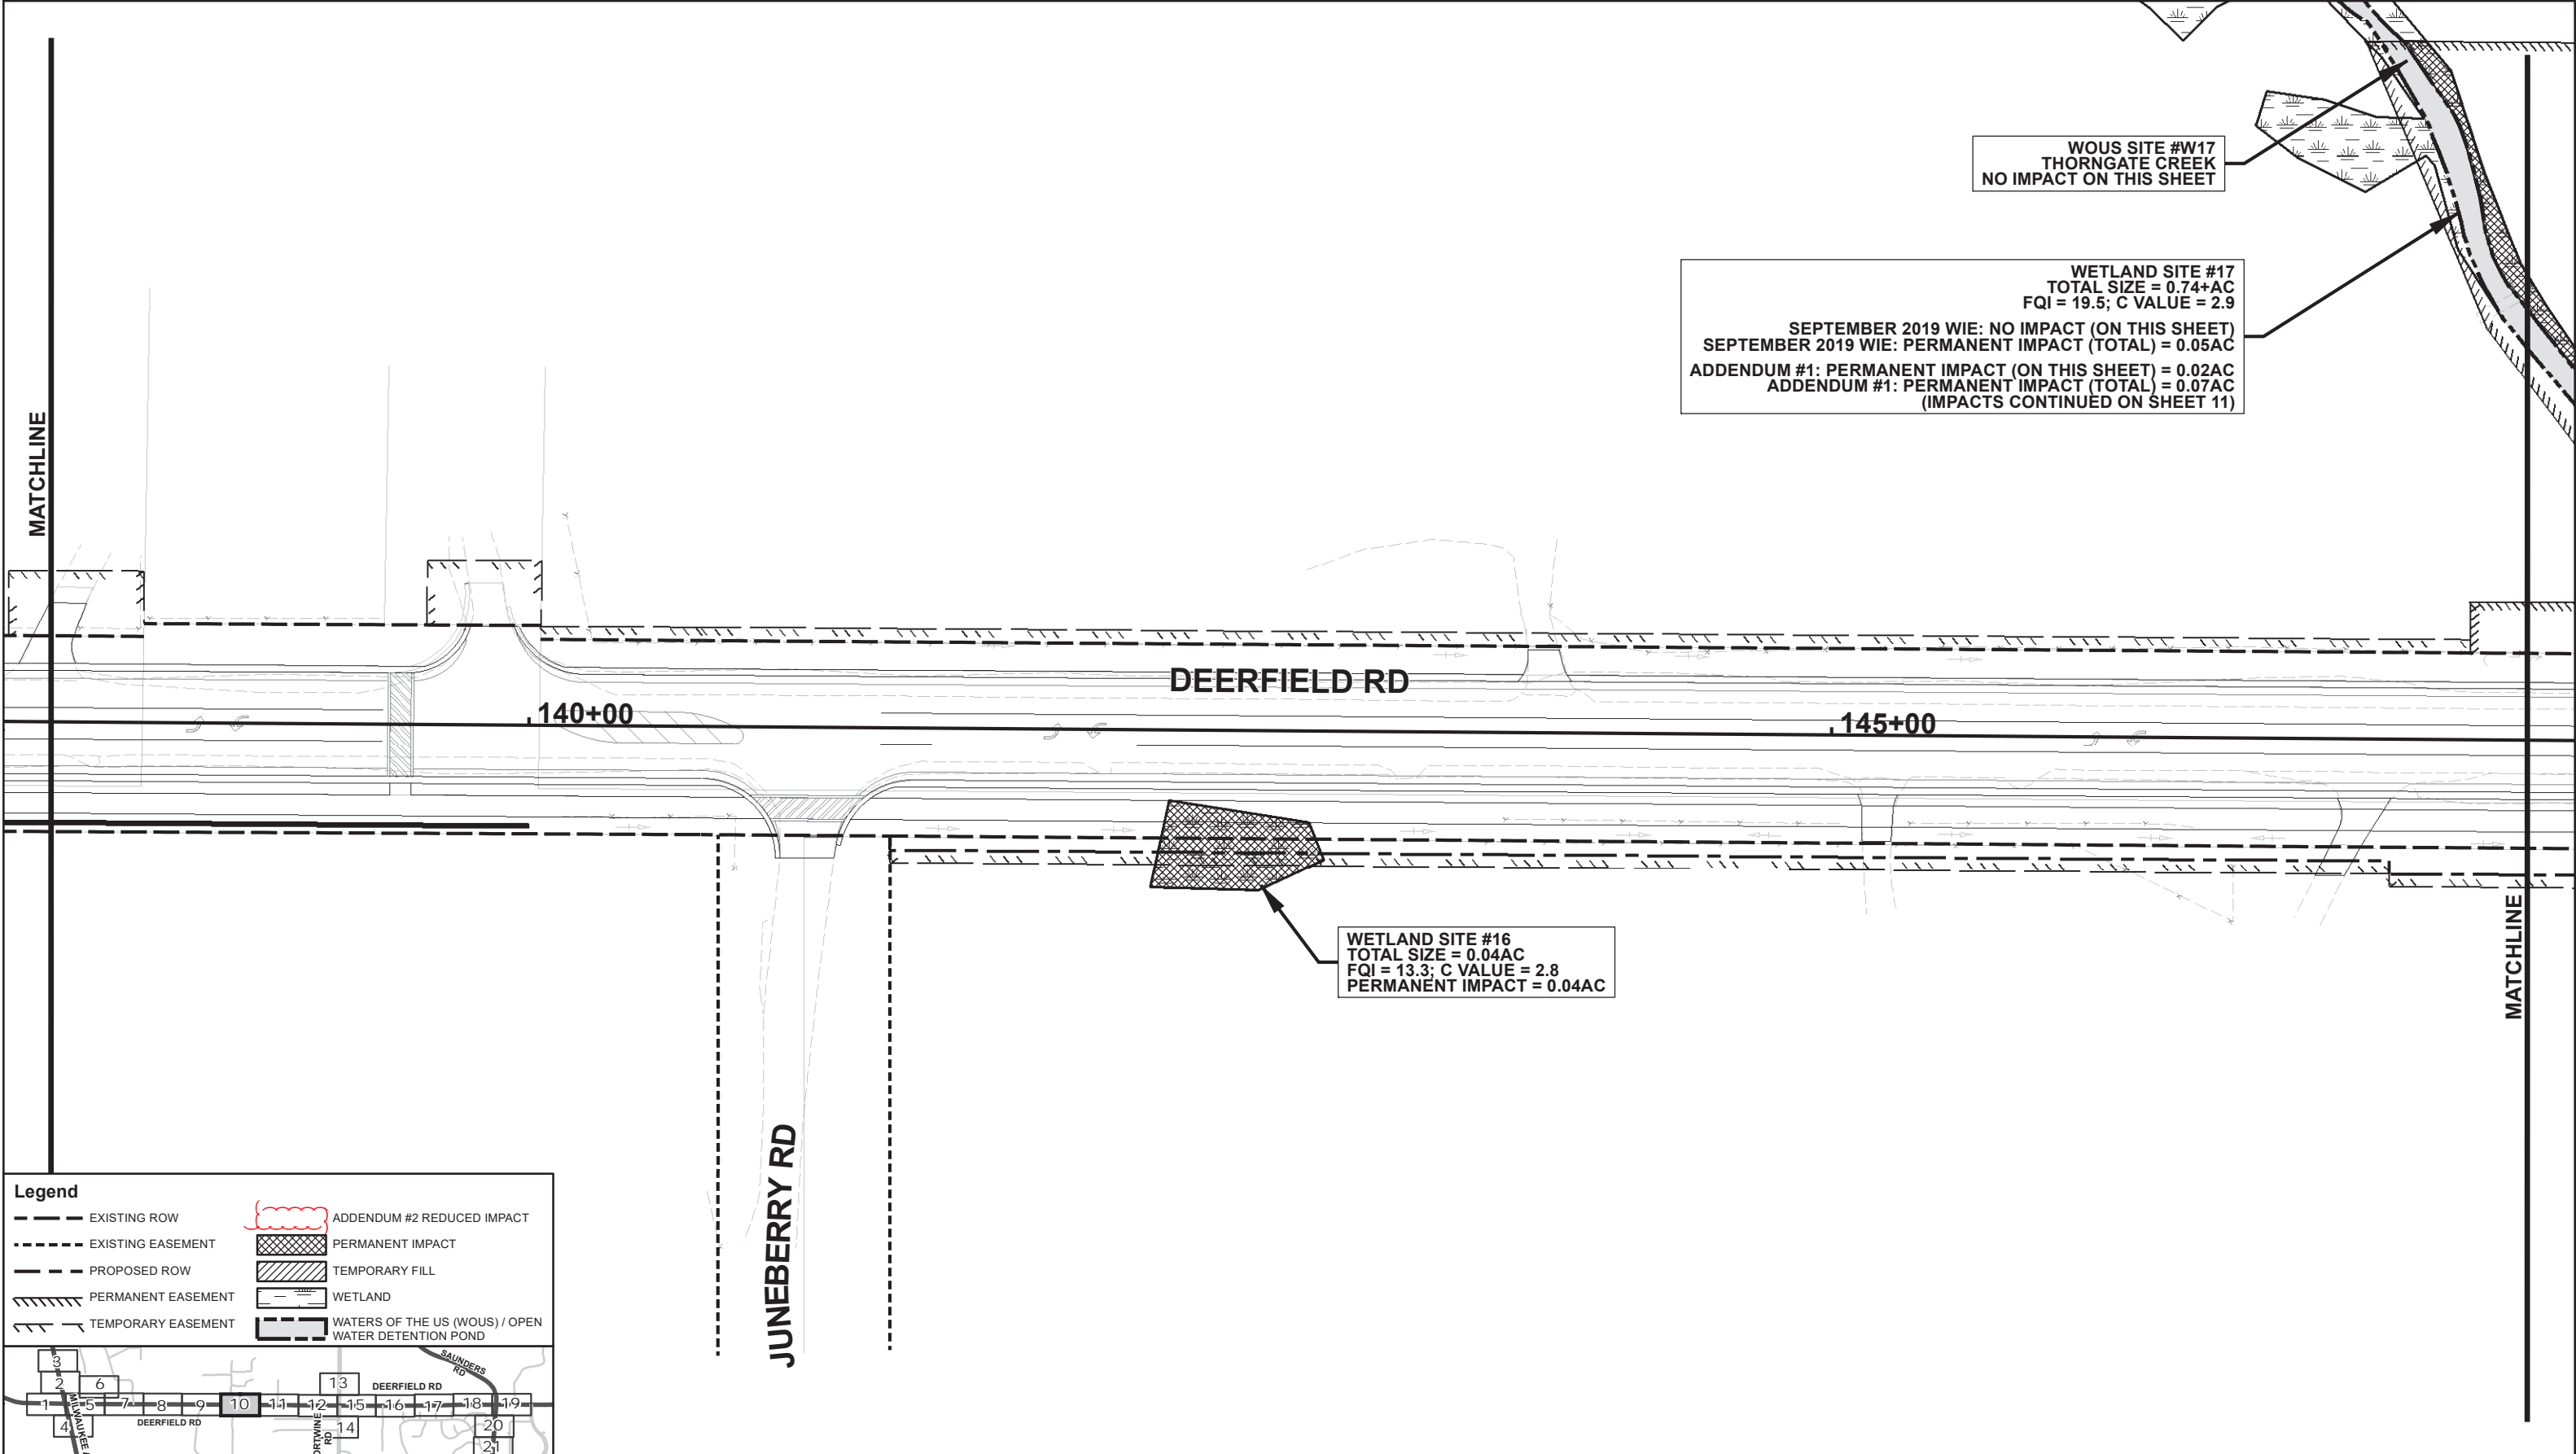 WOUS SITE #W17
THORNGATE CREEK
NO IMPACT ON THIS SHEET
WETLAND SITE #17
TOTAL SIZE = 0.74+AC
FQI = 19.5; C VALUE = 2.9
SEPTEMBER 2019 WIE: NO IMPACT (ON THIS SHEET)
SEPTEMBER 2019 WIE: PERMANENT IMPACT (TOTAL) = 0.05AC
ADDENDUM #1: PERMANENT IMPACT (ON THIS SHEET) = 0.02AC
ADDENDUM #1: PERMANENT IMPACT (TOTAL) = 0.07AC
(IMPACTS CONTINUED ON SHEET 11)
MATCHLINE
DEERFIELD RD
140+00
145+00
WETLAND SITE #16
TOTAL SIZE = 0.04AC
FQI = 13.3; C VALUE = 2.8
PERMANENT IMPACT = 0.04AC
MATCHLINE
JUNEBERRY RD
Legend
EXISTING ROW
EXISTING EASEMENT
PROPOSED ROW
PERMANENT EASEMENT
TEMPORARY EASEMENT
ADDENDUM #2 REDUCED IMPACT
PERMANENT IMPACT
TEMPORARY FILL
WETLAND
WATERS OF THE US (WOUS) / OPEN
WATER DETENTION POND
3
2
6
13
SAUNDERS
RD
DEERFIELD RD
1 5 7 8 9 10 11 12 15 16 17 18 19
4
MILWAUKEE
DEERFIELD RD
14
RD
20
21